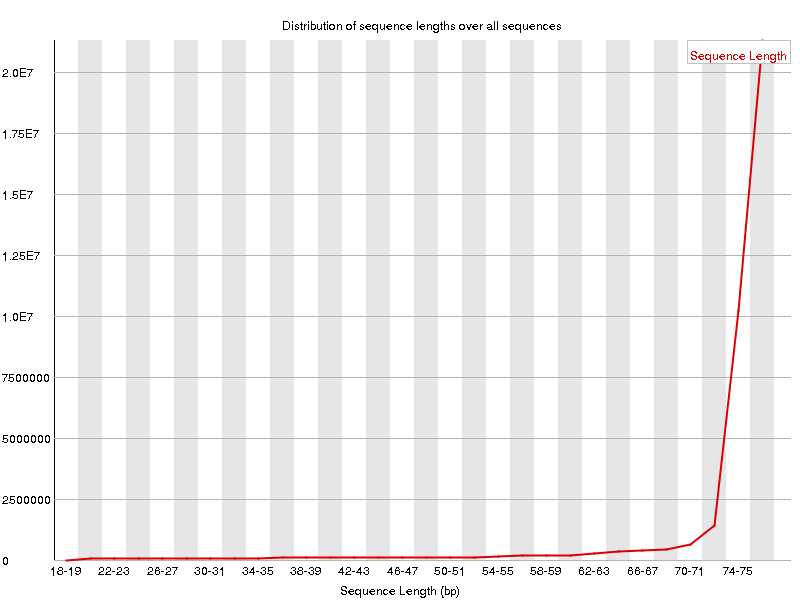 Distribution of sequence lengths over all sequences
Sequence Length
2.0E7
1.75E7
1.5E7
1.25E7
1.0E7
7500000
5000000
2500000
0
18-19 22-23 26-27 30-31 34-35 38-39 42-43 46-47 50-51 54-55 58-59 62-63 66-67 70-71 74-75
Sequence Length (bp)